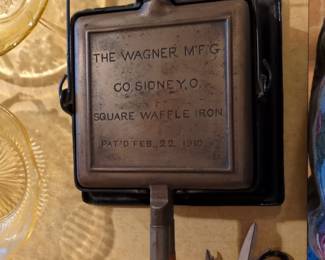 THE WAGNER M'F'G
CO. SIDNEY, O.
SQUARE WAFFLE IRON
PAT'D FEB. 22, 1910